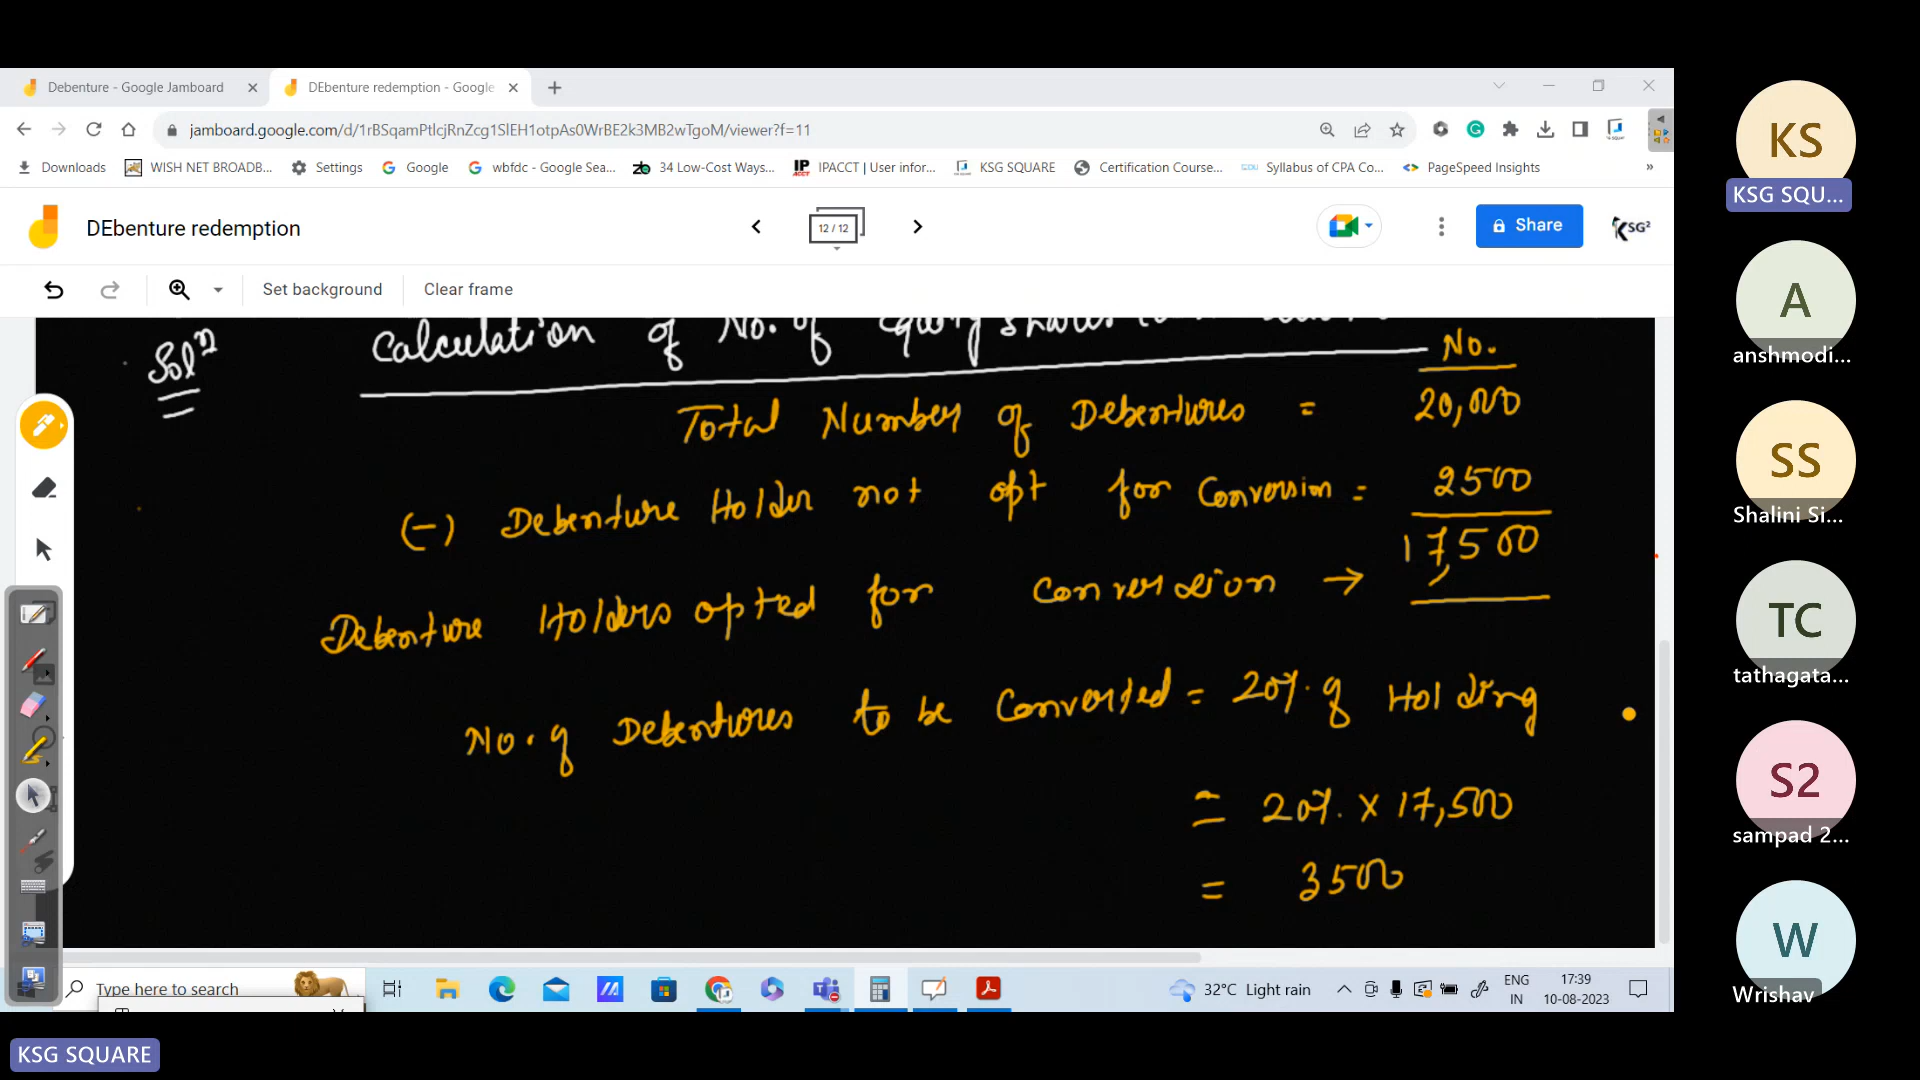 Debenture - Google Jamboard
DEbenture redemption - Google
jamboard.google.com/d/1rBSqamPtlcjRnZcg1SlEH1otpAs0WrBE2k3MB2wTgoM/viewer?f=11
Downloads WISH NET BROADB... Settings Google wbfdc - Google Sea... 34 Low-Cost Ways... IPACCT | User infor... KSG SQUARE Certification Course... Syllabus of CPA Co... PageSpeed Insights »
DEbenture redemption
12 / 12
Share
KSG²
Set background
Clear frame
Solⁿ
Calculation of No. of Equity Shares
No.
Total Number of Debentures = 20,000
(-) Debenture Holder not opt for Conversion = 2500
17,500
Debenture Holders opted for Conversion →
No. of Debentures to be Converted = 20% of Holding
= 20% x 17,500
= 3500
Type here to search
32°C Light rain
ENG
IN
17:39
10-08-2023
KS
KSG SQU...
A
anshmodi...
SS
Shalini Si...
TC
tathagata...
S2
sampad 2...
W
Wrishav
KSG SQUARE